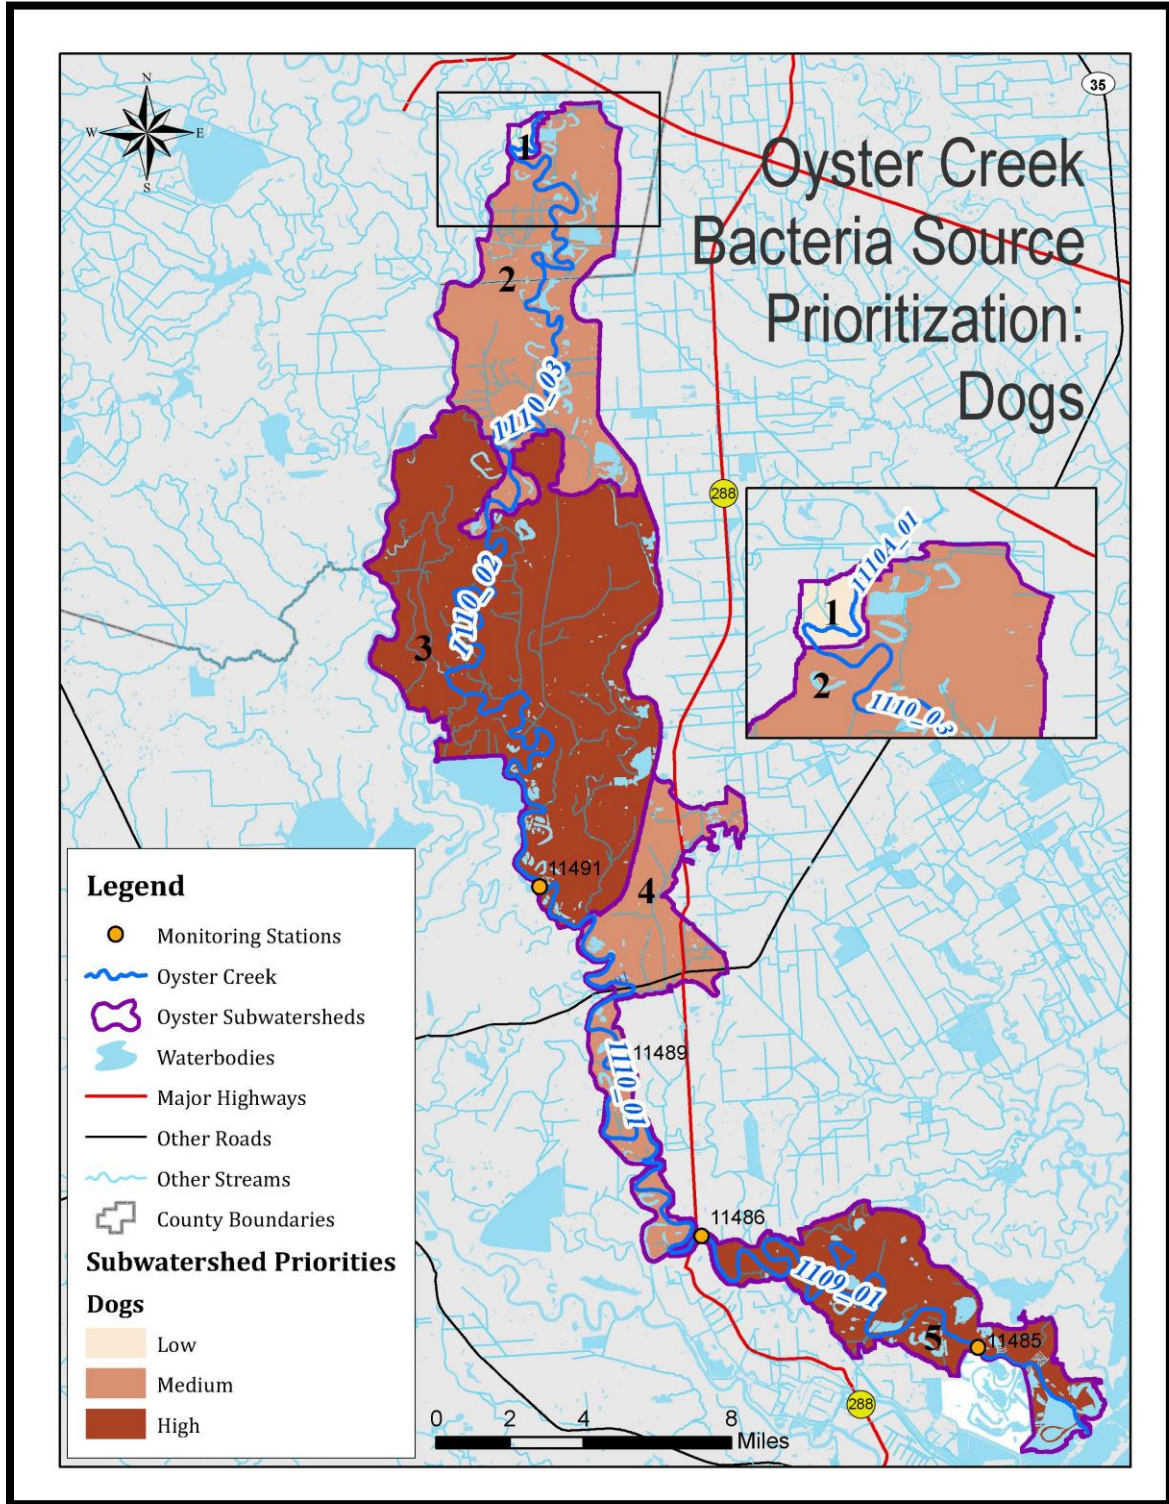 N
W
E
S
35
Oyster Creek
Bacteria Source
Prioritization:
Dogs
1
2
1110_03
288
1110A_01
1
2
1110_03
1110_02
3
11491
4
11489
1110_01
11486
1109_01
5
11485
288
Legend
Monitoring Stations
Oyster Creek
Oyster Subwatersheds
Waterbodies
Major Highways
Other Roads
Other Streams
County Boundaries
Subwatershed Priorities
Dogs
Low
Medium
High
0 2 4 8
Miles